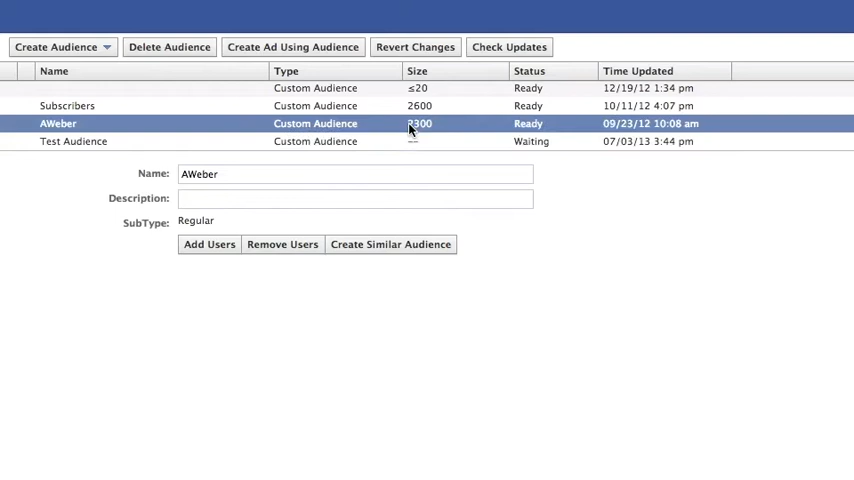 Create Audience Delete Audience Create Ad Using Audience Revert Changes Check Updates
Name Type Size Status Time Updated
Custom Audience ≤20 Ready 12/19/12 1:34 pm
Subscribers Custom Audience 2600 Ready 10/11/12 4:07 pm
AWeber Custom Audience Ready 09/23/12 10:08 am
Test Audience Custom Audience -- Waiting 07/03/13 3:44 pm
Name: AWeber
Description:
SubType: Regular
Add Users Remove Users Create Similar Audience